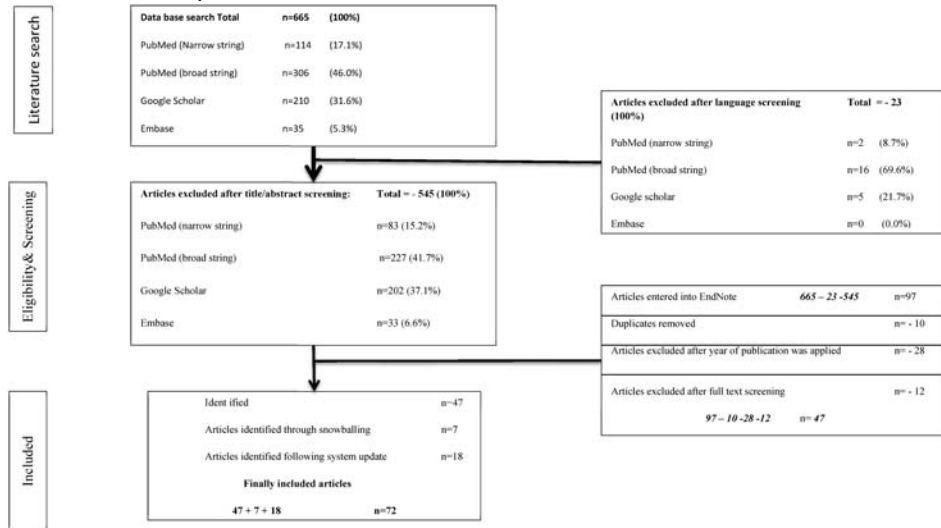 Literature search
Data base search Total n=665 (100%)
PubMed (Narrow string) n=114 (17.1%)
PubMed (broad string) n=306 (46.0%)
Google Scholar n=210 (31.6%)
Embase n=35 (5.3%)
Articles excluded after language screening Total = - 23
(100%)
PubMed (narrow string) n=2 (8.7%)
PubMed (broad string) n=16 (69.6%)
Google scholar n=5 (21.7%)
Embase n=0 (0.0%)
Eligibility& Screening
Articles excluded after title/abstract screening: Total = - 545 (100%)
PubMed (narrow string) n=83 (15.2%)
PubMed (broad string) n=227 (41.7%)
Google Scholar n=202 (37.1%)
Embase n=33 (6.6%)
Articles entered into EndNote 665 – 23 -545 n=97
Duplicates removed n= - 10
Articles excluded after year of publication was applied n= - 28
Articles excluded after full text screening n= - 12
97 – 10 -28 -12 n= 47
Included
Ident ified n=47
Articles identified through snowballing n=7
Articles identified following system update n=18
Finally included articles
47 + 7 + 18 n=72